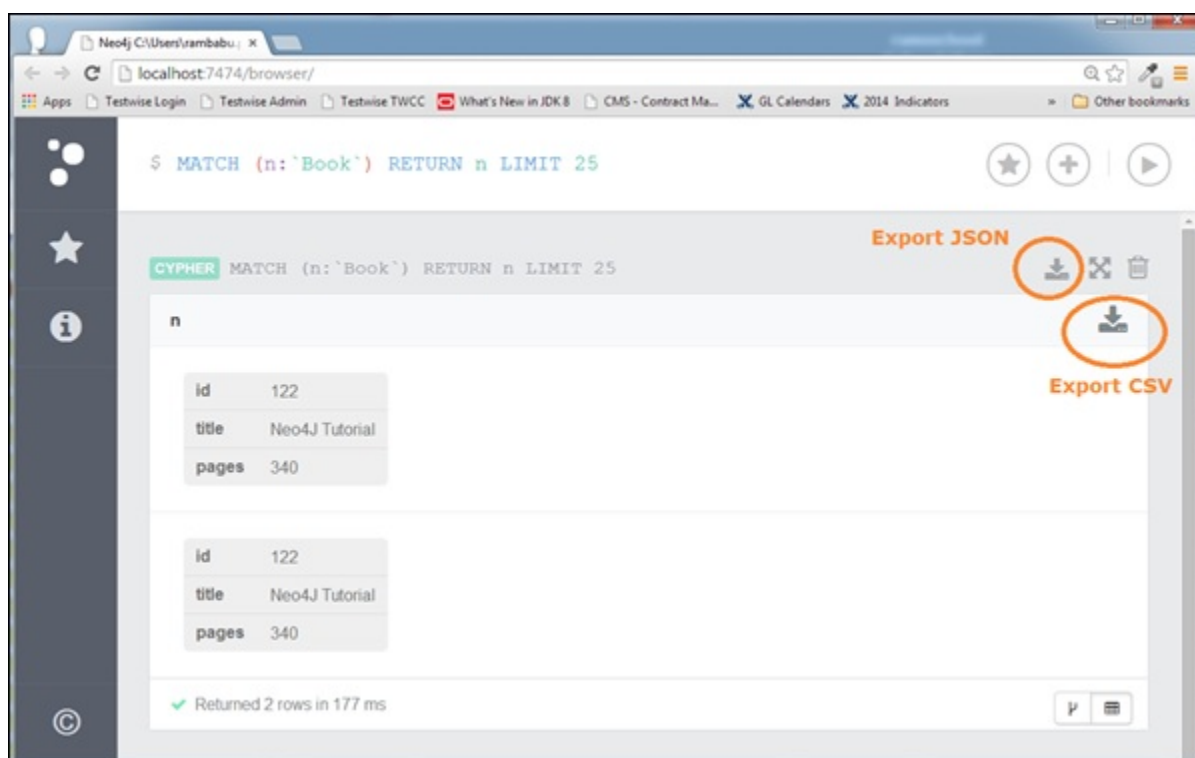 Neo4j C:\Users\rambabu.
localhost:7474/browser/
Apps Testwise Login Testwise Admin Testwise TWCC What's New in JDK 8 CMS - Contract Ma... GL Calendars 2014 Indicators » Other bookmarks
$ MATCH (n:`Book`) RETURN n LIMIT 25
Export JSON
CYPHER MATCH (n:`Book`) RETURN n LIMIT 25
n
Export CSV
id 122
title Neo4J Tutorial
pages 340
id 122
title Neo4J Tutorial
pages 340
Returned 2 rows in 177 ms
©